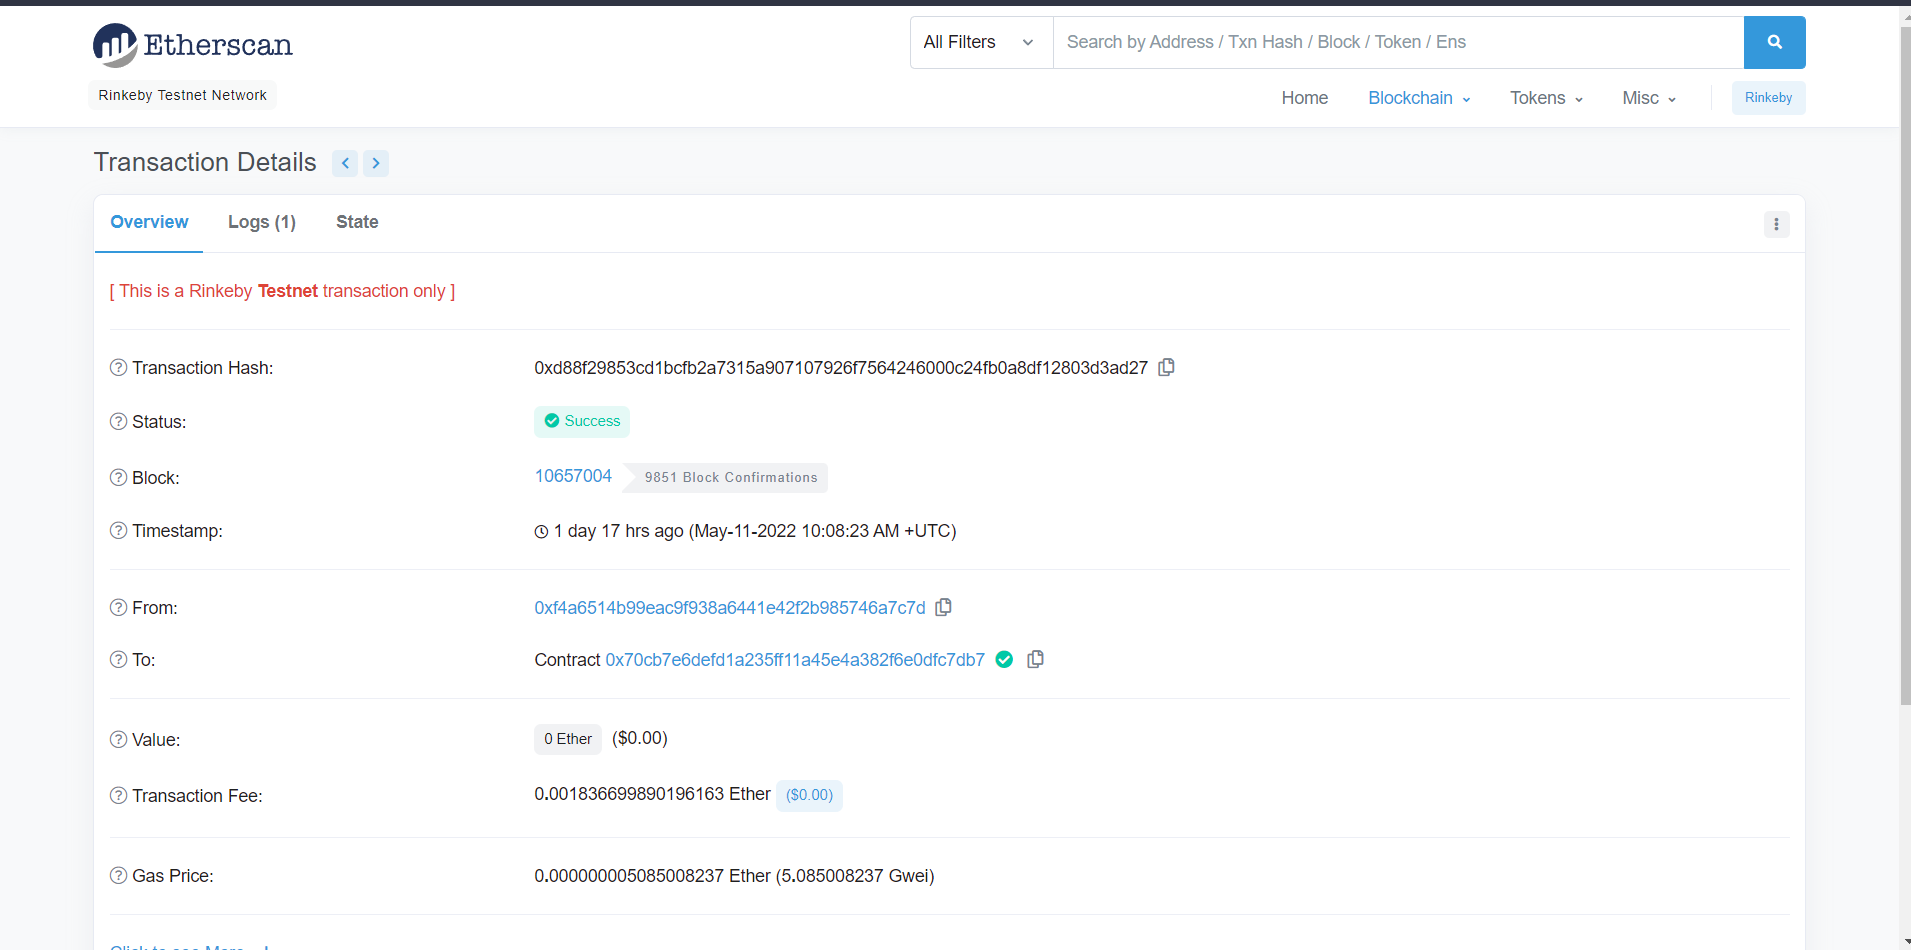 Etherscan
All Filters
Search by Address / Txn Hash / Block / Token / Ens
Rinkeby Testnet Network
Home Blockchain Tokens Misc Rinkeby
Transaction Details
Overview Logs (1) State
[ This is a Rinkeby Testnet transaction only ]
Transaction Hash: 0xd88f29853cd1bcfb2a7315a907107926f7564246000c24fb0a8df12803d3ad27
Status: Success
Block: 10657004 9851 Block Confirmations
Timestamp: 1 day 17 hrs ago (May-11-2022 10:08:23 AM +UTC)
From: 0xf4a6514b99eac9f938a6441e42f2b985746a7c7d
To: Contract 0x70cb7e6defd1a235ff11a45e4a382f6e0dfc7db7
Value: 0 Ether ($0.00)
Transaction Fee: 0.001836699890196163 Ether ($0.00)
Gas Price: 0.000000005085008237 Ether (5.085008237 Gwei)
Click to see More